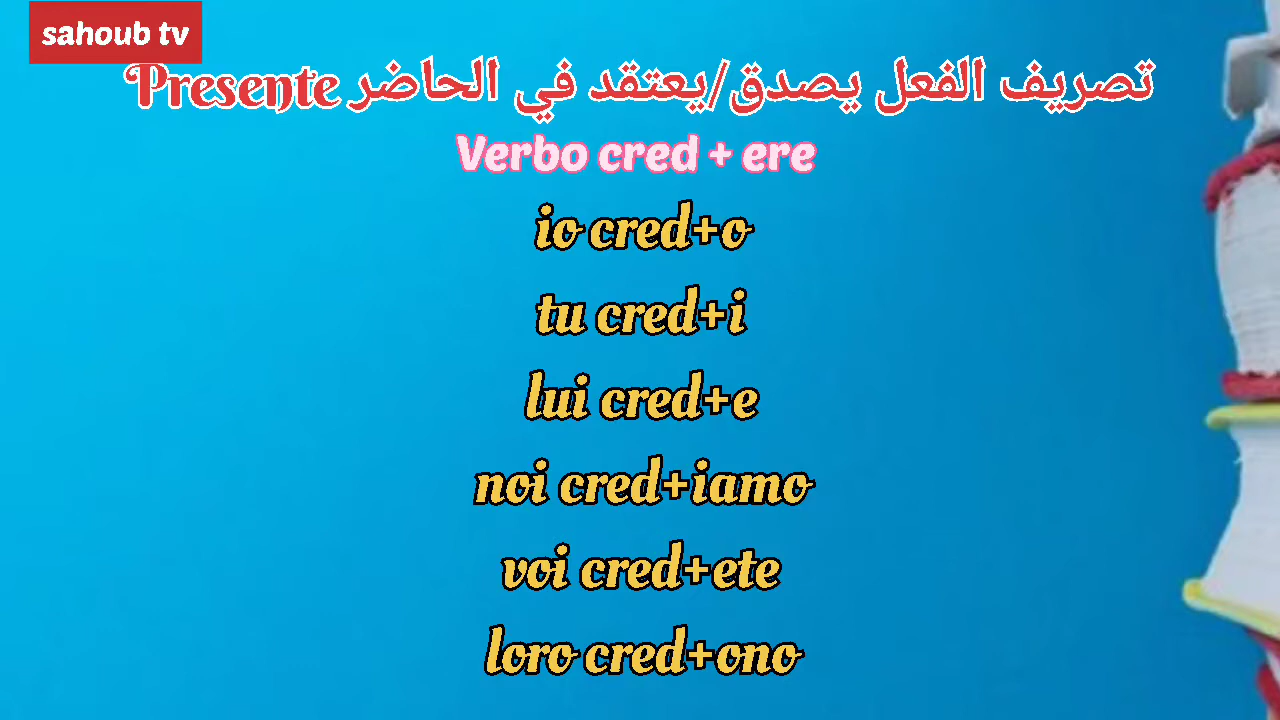 sahoub tv
تصريف الفعل يصدق/يعتقد في الحاضر Presente
Verbo cred + ere
io cred+o
tu cred+i
lui cred+e
noi cred+iamo
voi cred+ete
loro cred+ono